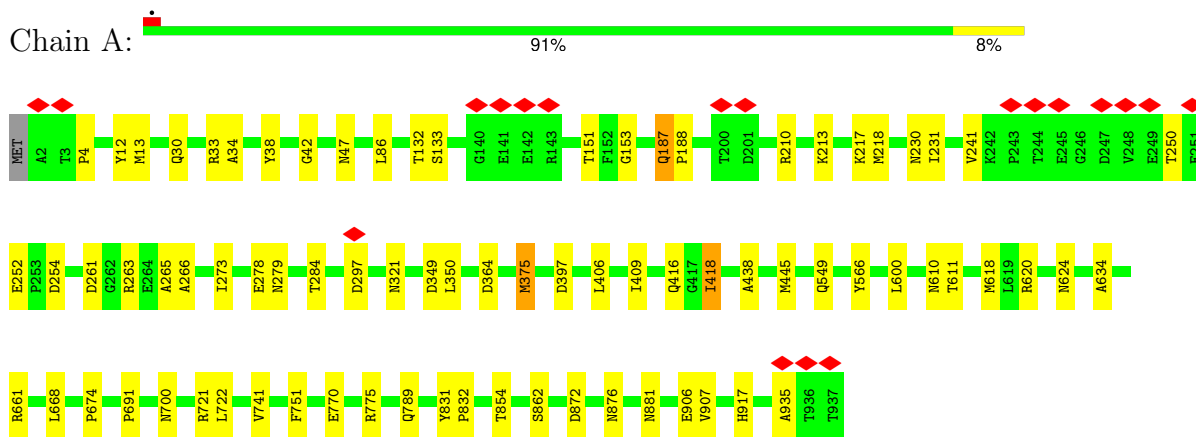 Chain A:
91% 8%
MET A2 T3 P4 Y12 M13 Q30 R33 A34 Y38 G42 N47 L86 T132 S133 G140 E141 E142 R143 T151 F152 G153 Q187 P188 T200 D201 R210 K213 K217 M218 N230 I231 V241 K242 P243 T244 E245 G246 D247 V248 E249 T250 E251
E252 P253 D254 D261 G262 R263 E264 A265 A266 I273 E278 N279 T284 D297 N321 D349 L350 D364 M375 D397 L406 I409 Q416 G417 I418 A438 M445 Q549 Y566 L600 N610 T611 M618 L619 R620 N624 A634
R661 L668 P674 P691 N700 R721 L722 V741 F751 E770 R775 Q789 Y831 P832 T854 S862 D872 N876 N881 E906 V907 H917 A935 T936 T937